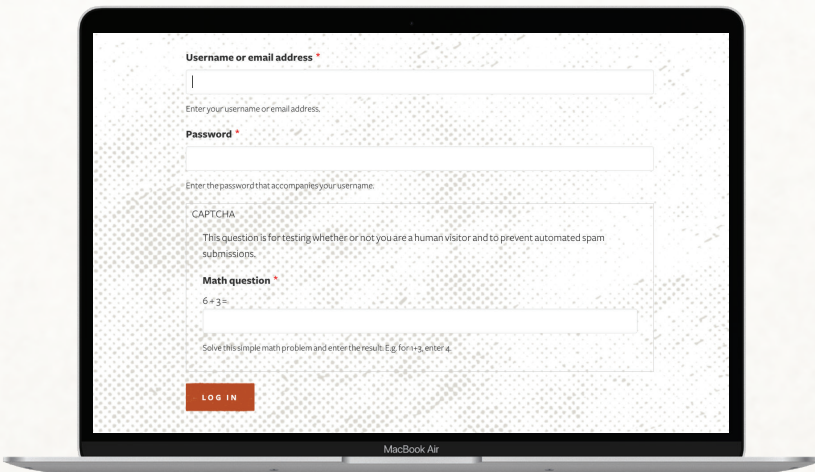 Username or email address *
Enter your username or email address.
Password *
Enter the password that accompanies your username.
CAPTCHA
This question is for testing whether or not you are a human visitor and to prevent automated spam
submissions.
Math question *
6 + 3 =
Solve this simple math problem and enter the result. E.g. for 1+3, enter 4.
LOG IN
MacBook Air